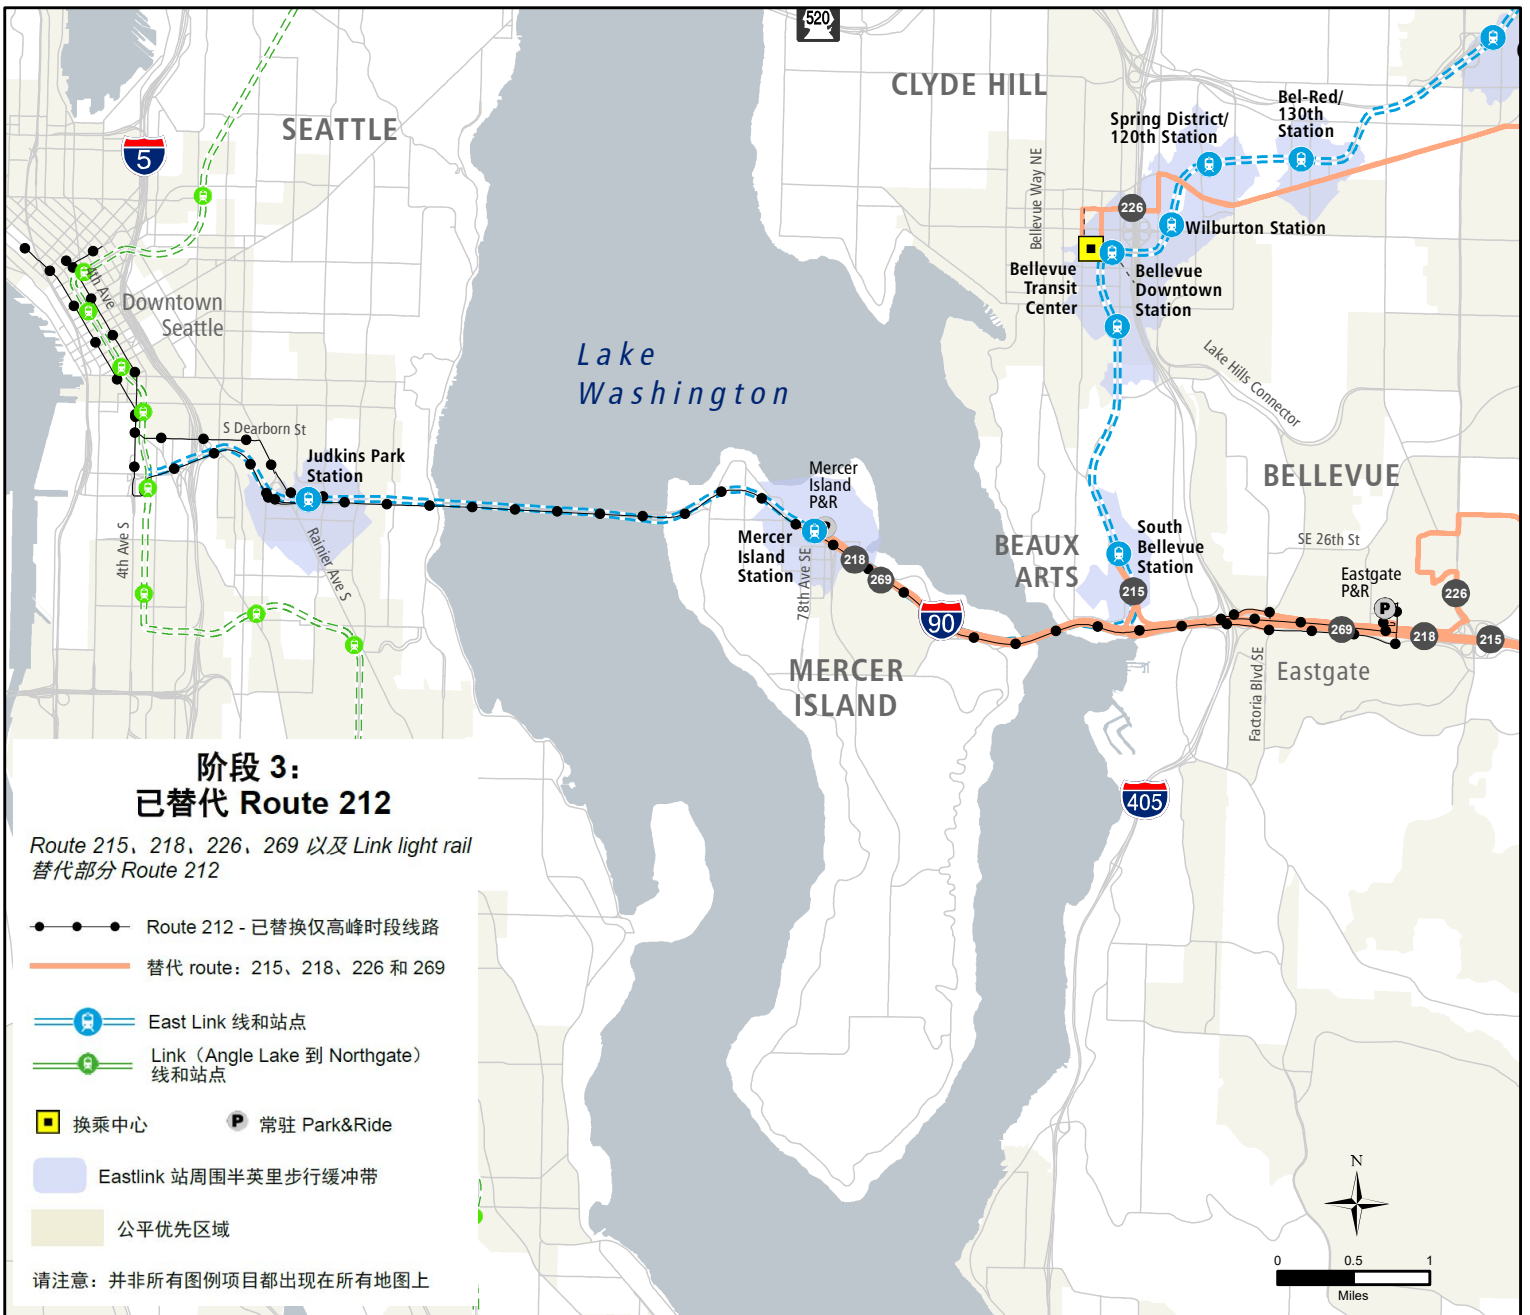 520
CLYDE HILL
SEATTLE
5
Spring District/
120th Station
Bel-Red/
130th
Station
Bellevue Way NE
226
Wilburton Station
Bellevue
Transit
Center
Bellevue
Downtown
Station
4th Ave
Downtown
Seattle
Lake
Washington
Lake Hills Connector
S Dearborn St
Judkins Park
Station
BELLEVUE
Mercer
Island
P&R
Mercer
Island
Station
78th Ave SE
218
269
4th Ave S
Rainier Ave S
BEAUX
ARTS
South
Bellevue
Station
215
SE 26th St
Eastgate
P&R
P
226
90
269
218
215
MERCER
ISLAND
Factoria Blvd SE
Eastgate
405
阶段 3：
已替代 Route 212
Route 215、218、226、269 以及 Link light rail
替代部分 Route 212
Route 212 - 已替换仅高峰时段线路
替代 route：215、218、226 和 269
East Link 线和站点
Link（Angle Lake 到 Northgate）
线和站点
换乘中心
P 常驻 Park&Ride
Eastlink 站周围半英里步行缓冲带
公平优先区域
请注意：并非所有图例项目都出现在所有地图上
N
0 0.5 1
Miles